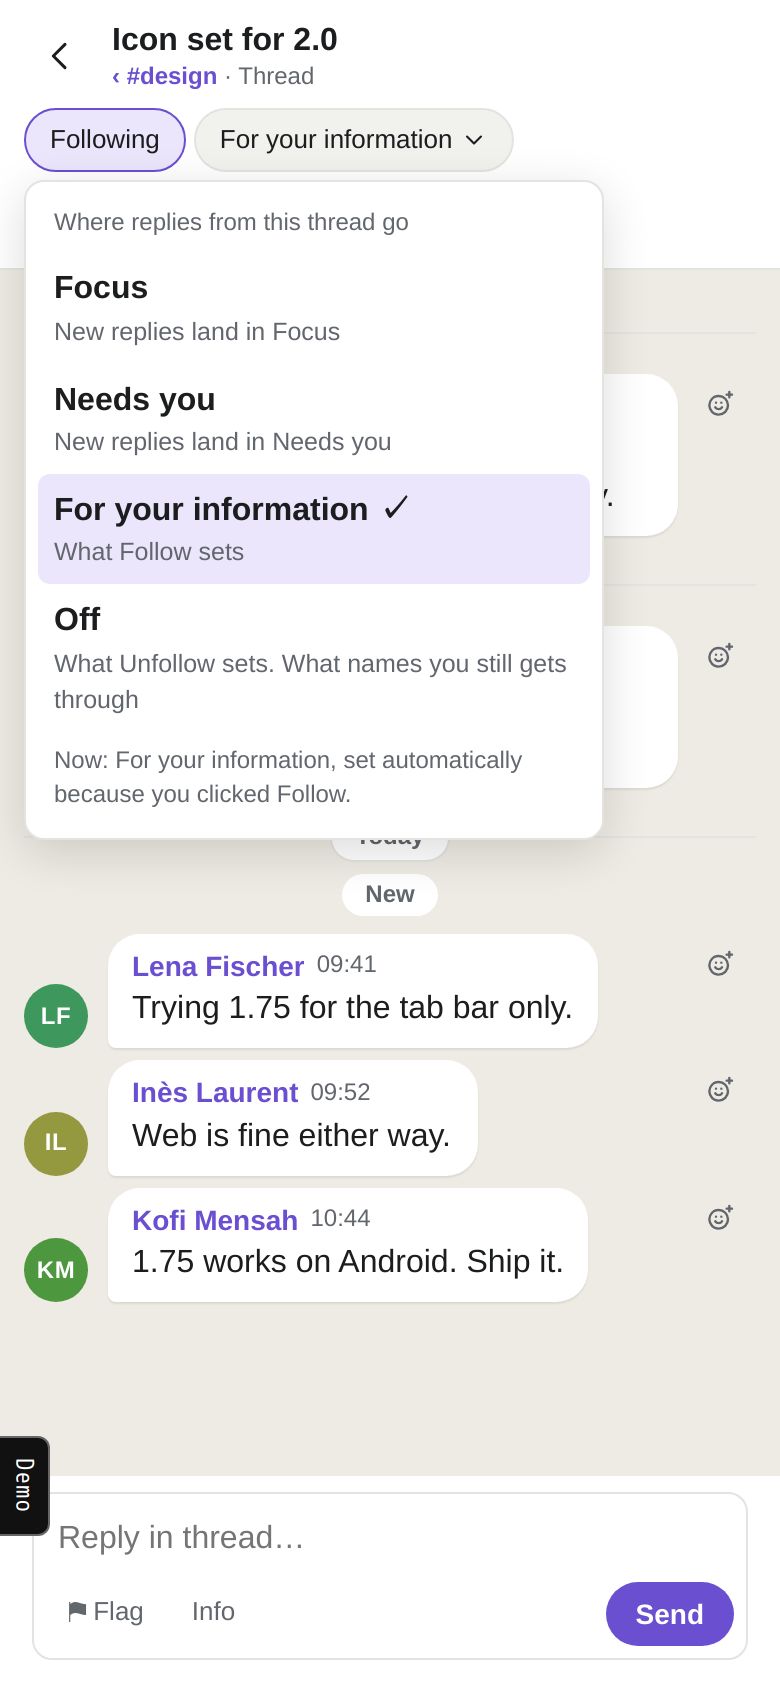 Icon set for 2.0
‹ #design · Thread
Following
For your information
Where replies from this thread go
Focus
New replies land in Focus
Needs you
New replies land in Needs you
For your information ✓
What Follow sets
Off
What Unfollow sets. What names you still gets
through
Now: For your information, set automatically
because you clicked Follow.
Today
New
Lena Fischer 09:41
LF
Trying 1.75 for the tab bar only.
Inès Laurent 09:52
IL
Web is fine either way.
Kofi Mensah 10:44
KM
1.75 works on Android. Ship it.
Demo
Reply in thread…
Flag
Info
Send